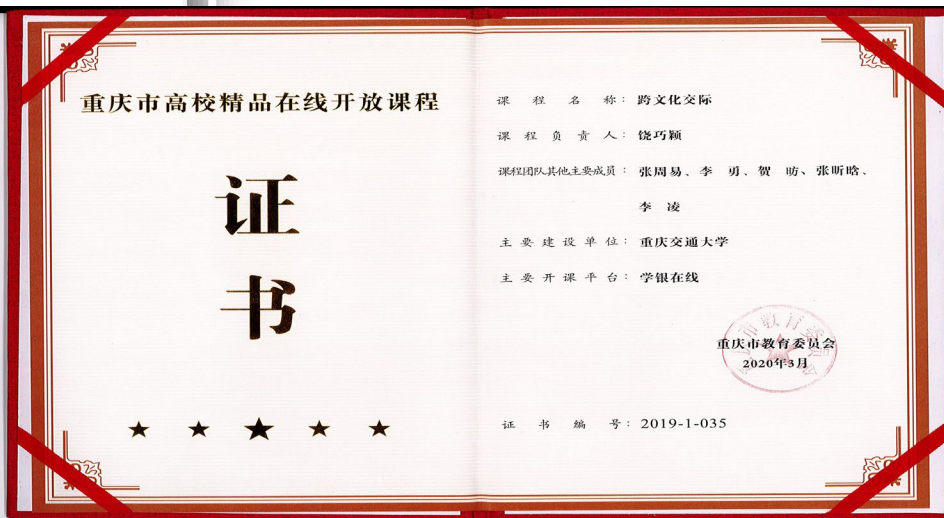 重庆市高校精品在线开放课程
证
书
课程名称：跨文化交际
课程负责人：饶巧颖
课程团队其他主要成员：张周易、李 勇、贺 昉、张昕晗、
李 凌
主要建设单位：重庆交通大学
主要开课平台：学银在线
重庆市教育委员会
2020年3月
证书编号：2019-1-035